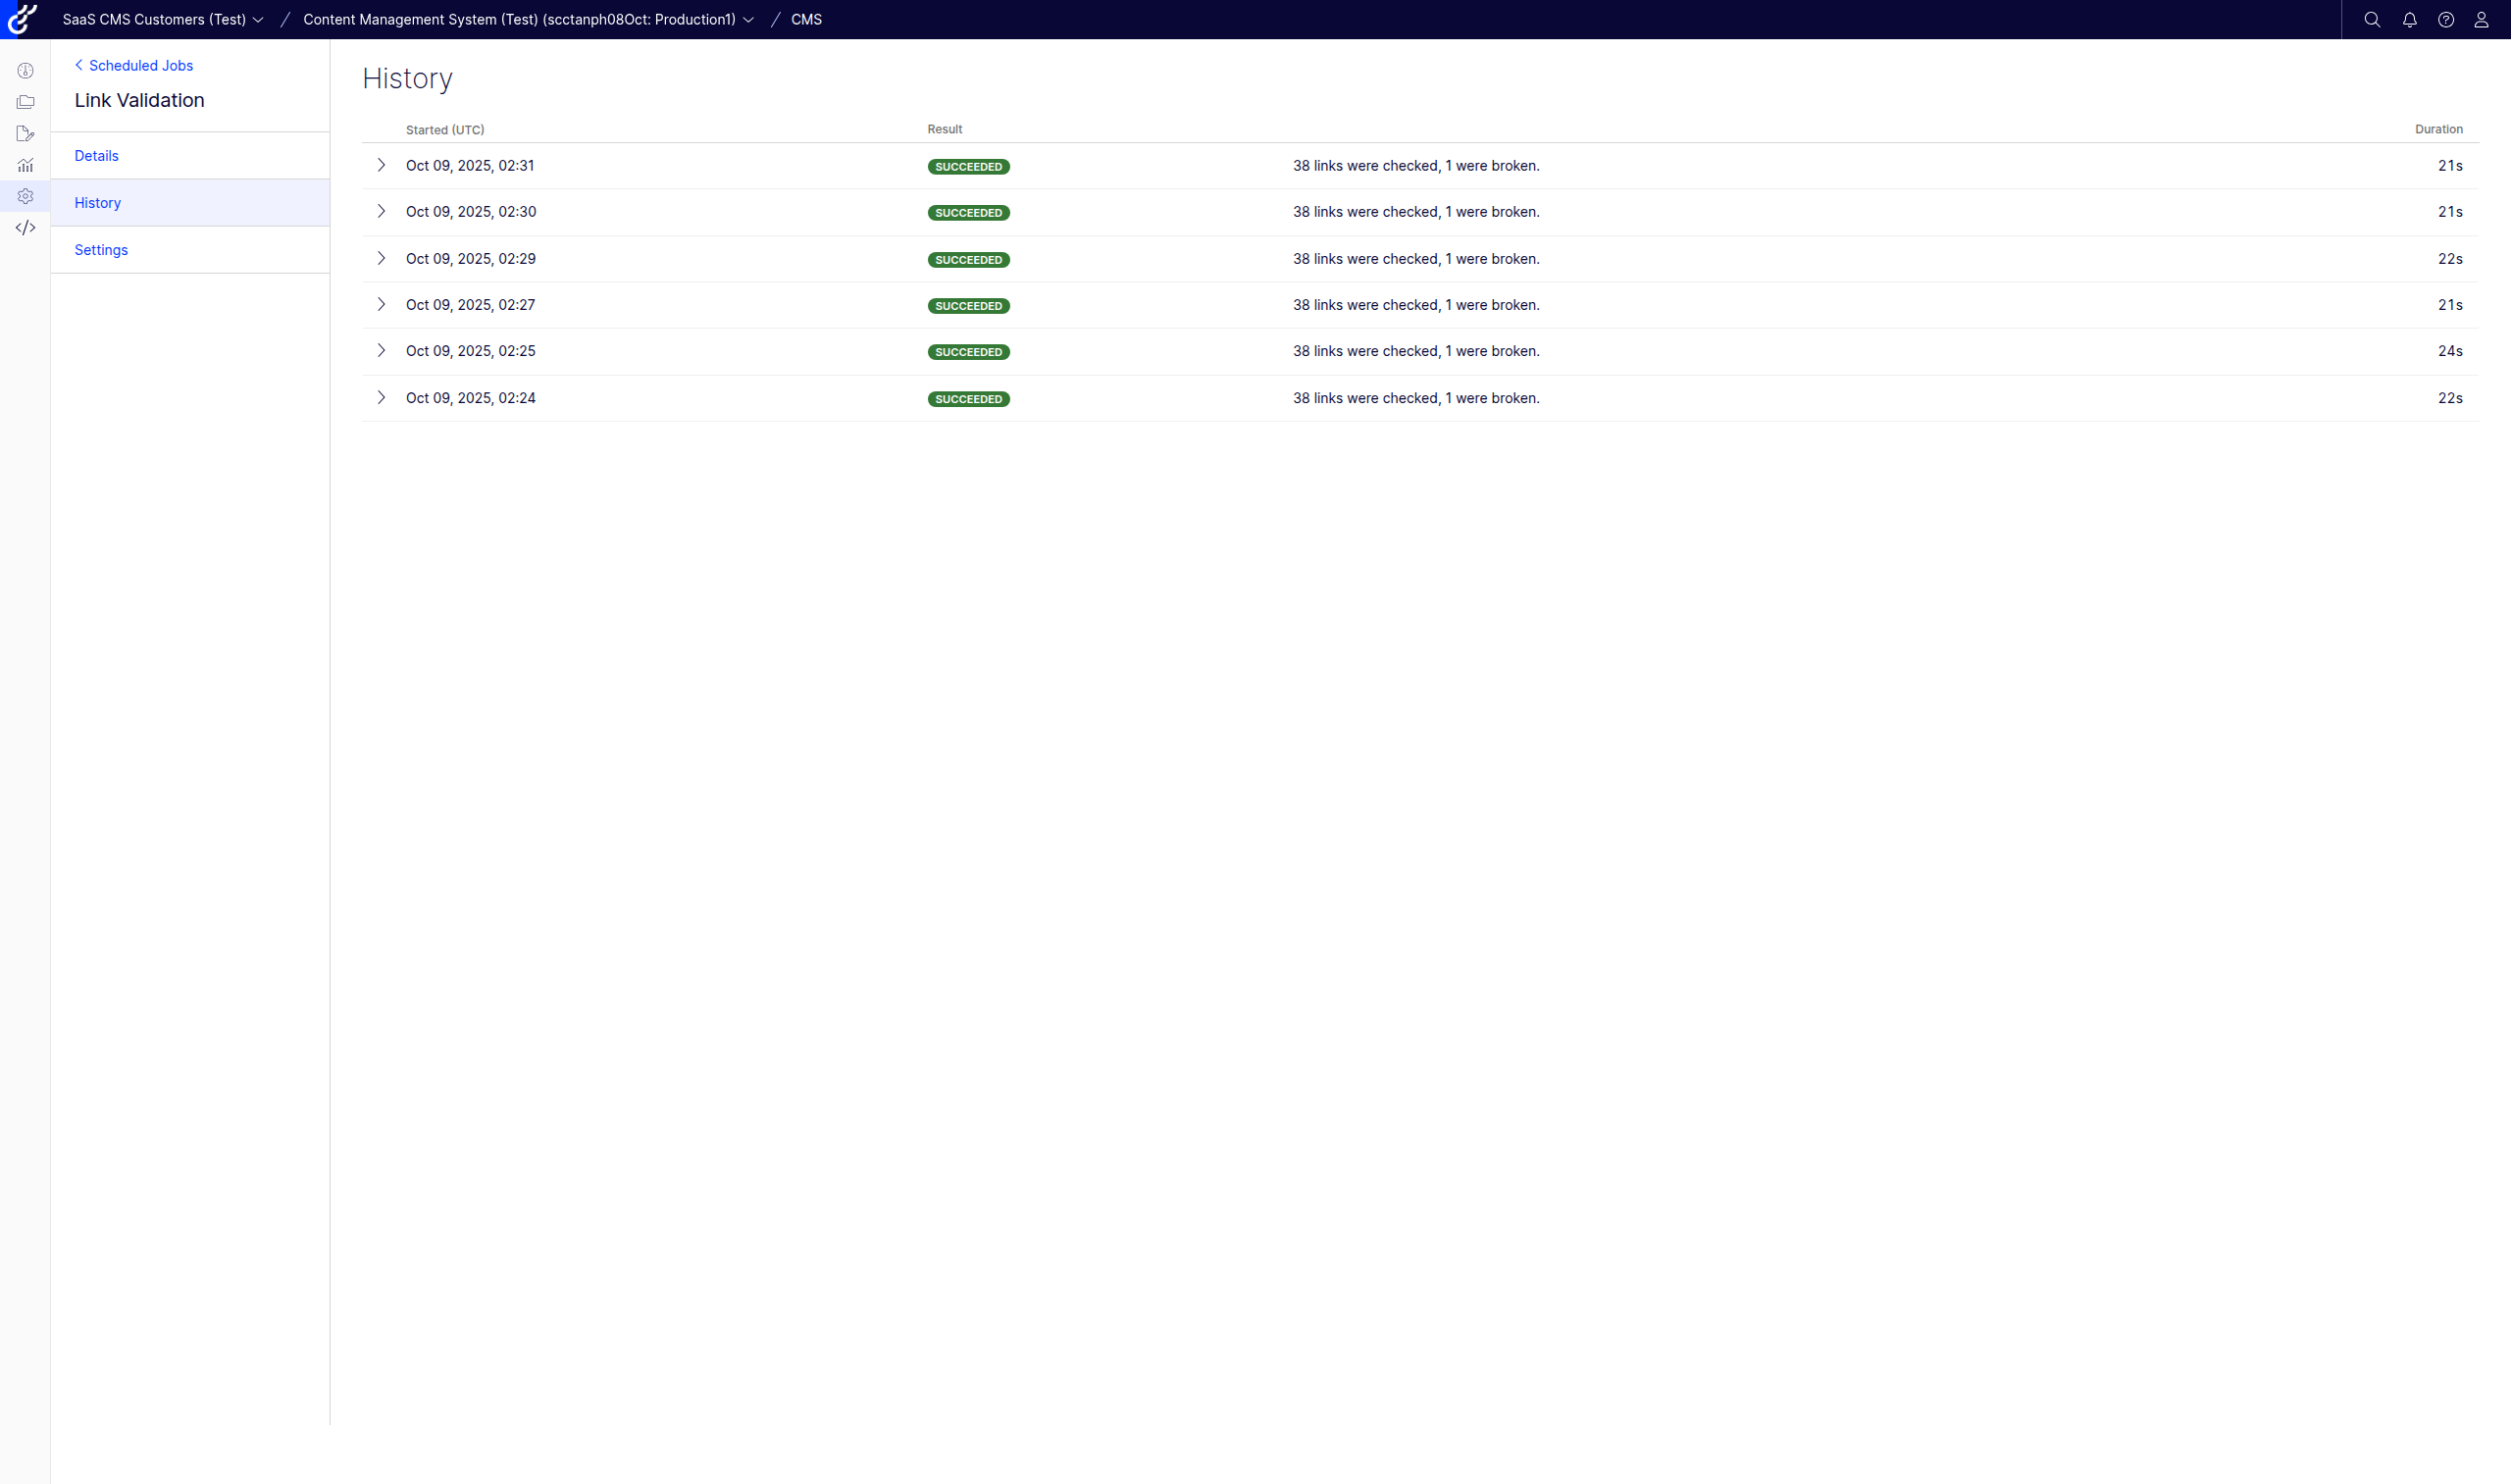 SaaS CMS Customers (Test) / Content Management System (Test) (scctanph08Oct: Production1) / CMS
Scheduled Jobs
Link Validation
Details
History
Settings
History
Started (UTC) Result Duration
Oct 09, 2025, 02:31 SUCCEEDED 38 links were checked, 1 were broken. 21s
Oct 09, 2025, 02:30 SUCCEEDED 38 links were checked, 1 were broken. 21s
Oct 09, 2025, 02:29 SUCCEEDED 38 links were checked, 1 were broken. 22s
Oct 09, 2025, 02:27 SUCCEEDED 38 links were checked, 1 were broken. 21s
Oct 09, 2025, 02:25 SUCCEEDED 38 links were checked, 1 were broken. 24s
Oct 09, 2025, 02:24 SUCCEEDED 38 links were checked, 1 were broken. 22s